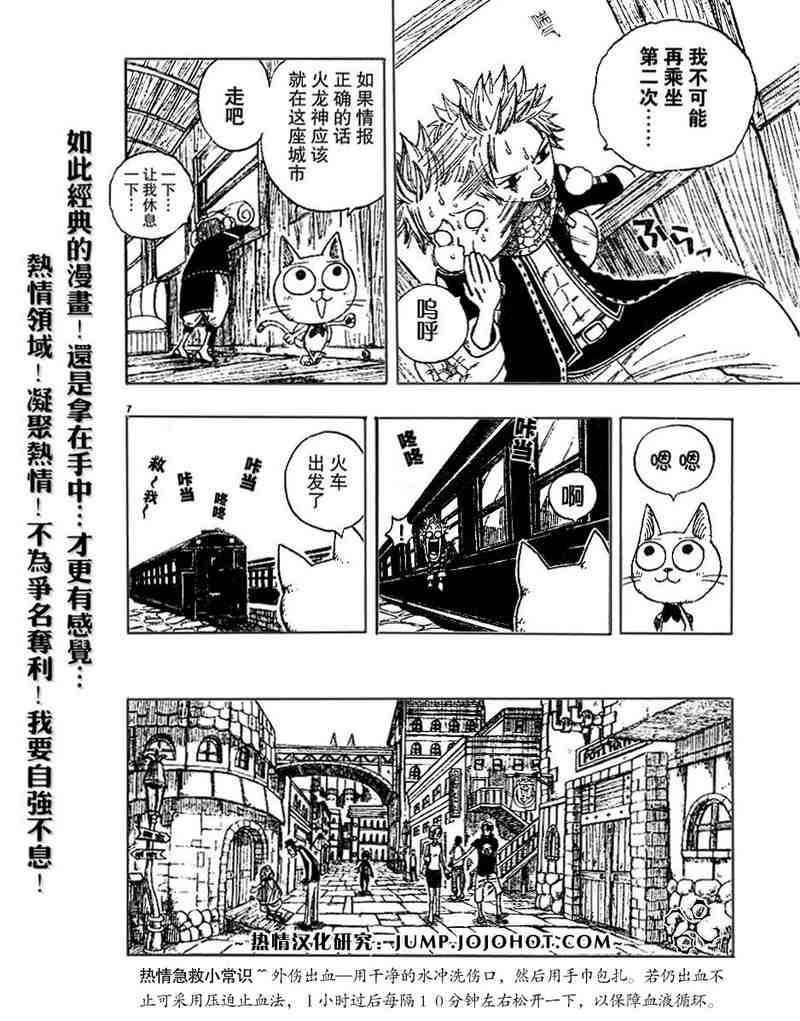 喘
我不可能
再乘坐
第二次……
呜呼
ふらっ
如果情报
正确的话
火龙神应该
就在这座城市
走吧
一下…
让我休息
一下…
7
嗯嗯
啊
咔当
咚咚
!
火车
出发了
咔当
咚咚
咔当
救~我~
如此經典的漫畫！還是拿在手中…才更有感覺…
熱情領域！凝聚熱情！不為爭名奪利！我要自強不息！
~热情汉化研究:-JUMP.JOJOHOT.COM-~
热情急救小常识~外伤出血—用干净的水冲洗伤口，然后用手巾包扎。若仍出血不
止可采用压迫止血法，1小时过后每隔10分钟左右松开一下，以保障血液循环。